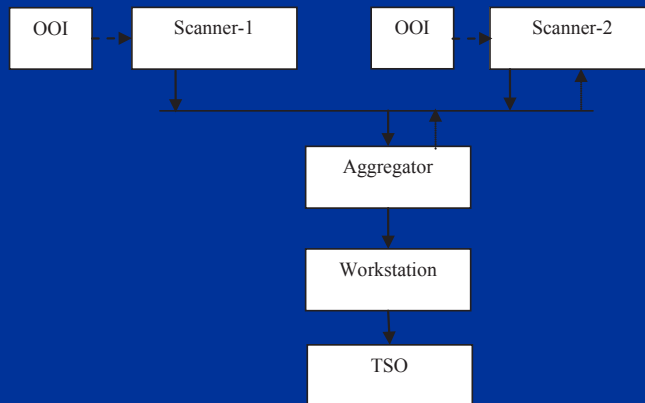 OOI
Scanner-1
OOI
Scanner-2
Aggregator
Workstation
TSO